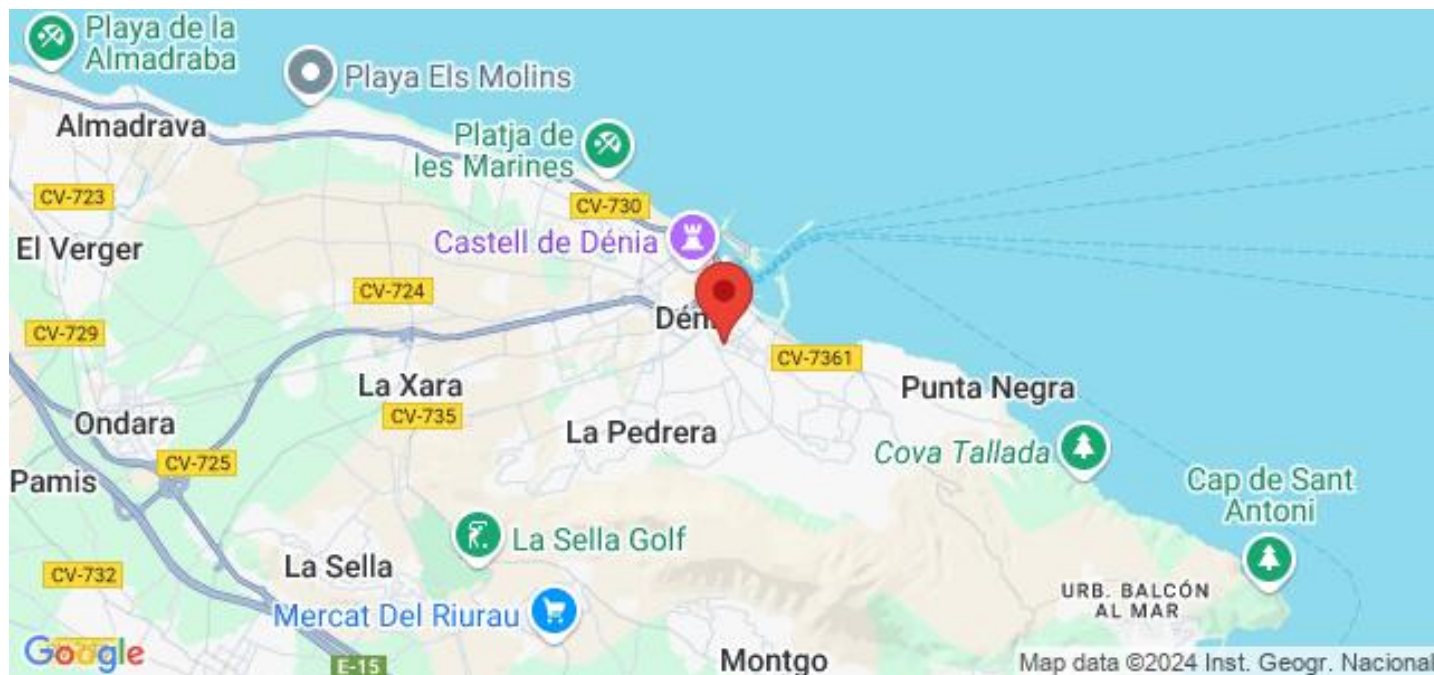 Playa de la
Almadraba
Playa Els Molins
Almadrava
Platja de
les Marines
CV-723
CV-730
El Verger
Castell de Dénia
CV-724
CV-729
CV-7361
La Xara
Punta Negra
CV-735
Ondara
La Pedrera
Cova Tallada
CV-725
Pamis
Cap de Sant
Antoni
La Sella Golf
La Sella
CV-732
URB. BALCÓN
AL MAR
Mercat Del Riurau
Google
E-15
Montgo
Map data ©2024 Inst. Geogr. Nacional